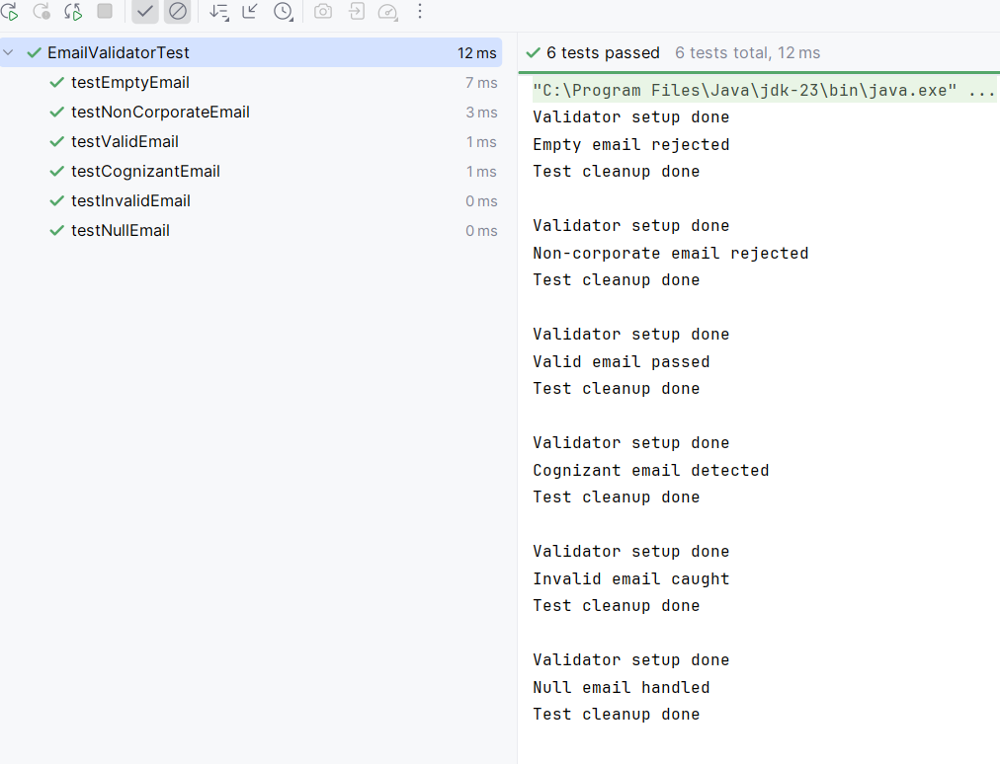 EmailValidatorTest 12 ms
testEmptyEmail 7 ms
testNonCorporateEmail 3 ms
testValidEmail 1 ms
testCognizantEmail 1 ms
testInvalidEmail 0 ms
testNullEmail 0 ms
6 tests passed 6 tests total, 12 ms
"C:\Program Files\Java\jdk-23\bin\java.exe" ...
Validator setup done
Empty email rejected
Test cleanup done
Validator setup done
Non-corporate email rejected
Test cleanup done
Validator setup done
Valid email passed
Test cleanup done
Validator setup done
Cognizant email detected
Test cleanup done
Validator setup done
Invalid email caught
Test cleanup done
Validator setup done
Null email handled
Test cleanup done